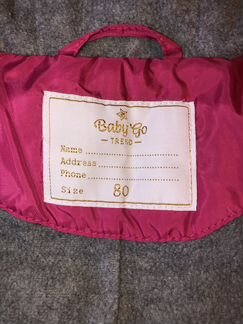 Baby Go
TREND
Name
Address
Phone
Size 80